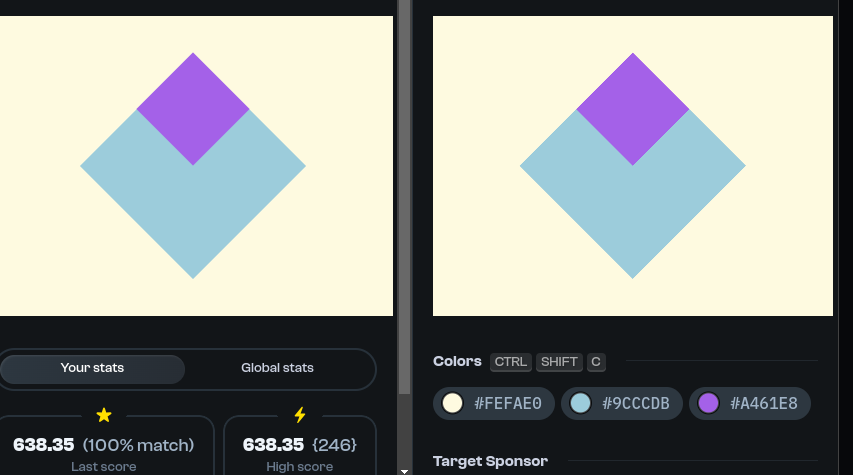 Your stats
Global stats
638.35 (100% match)
Last score
638.35 {246}
High score
Colors CTRL SHIFT C
#FEFAE0 #9CCCDB #A461E8
Target Sponsor